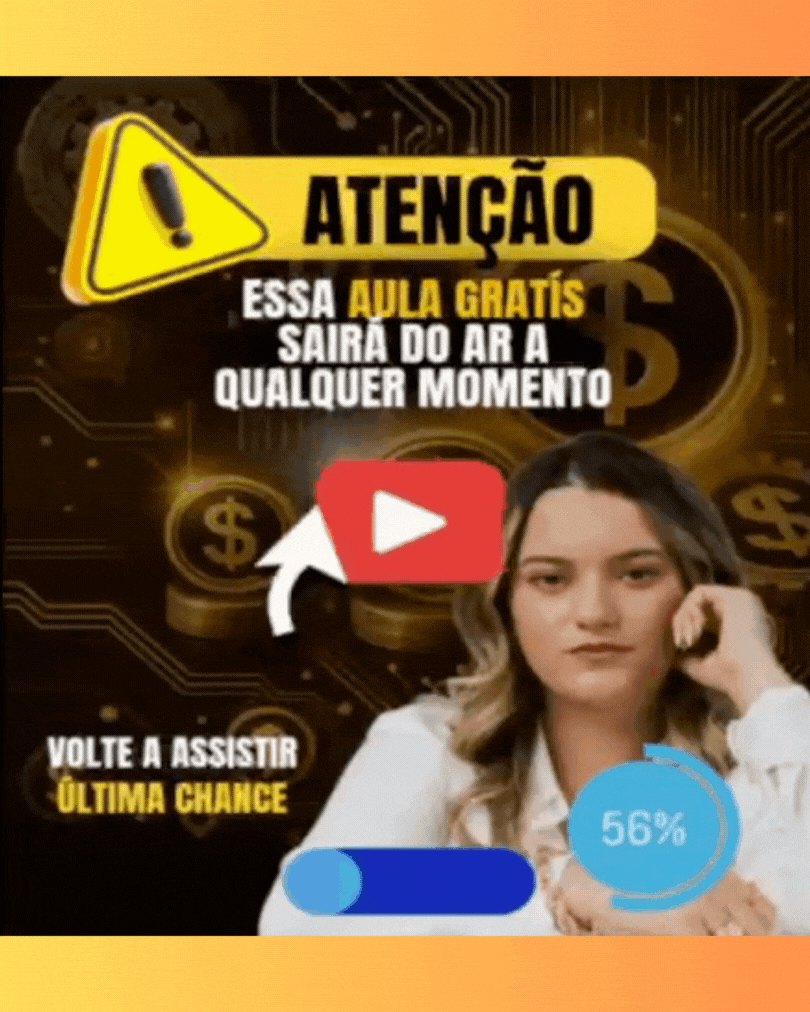 ATENÇÃO
ESSA AULA GRATÍS
SAIRÁ DO AR A
QUALQUER MOMENTO
VOLTE A ASSISTIR
ÚLTIMA CHANCE
56%